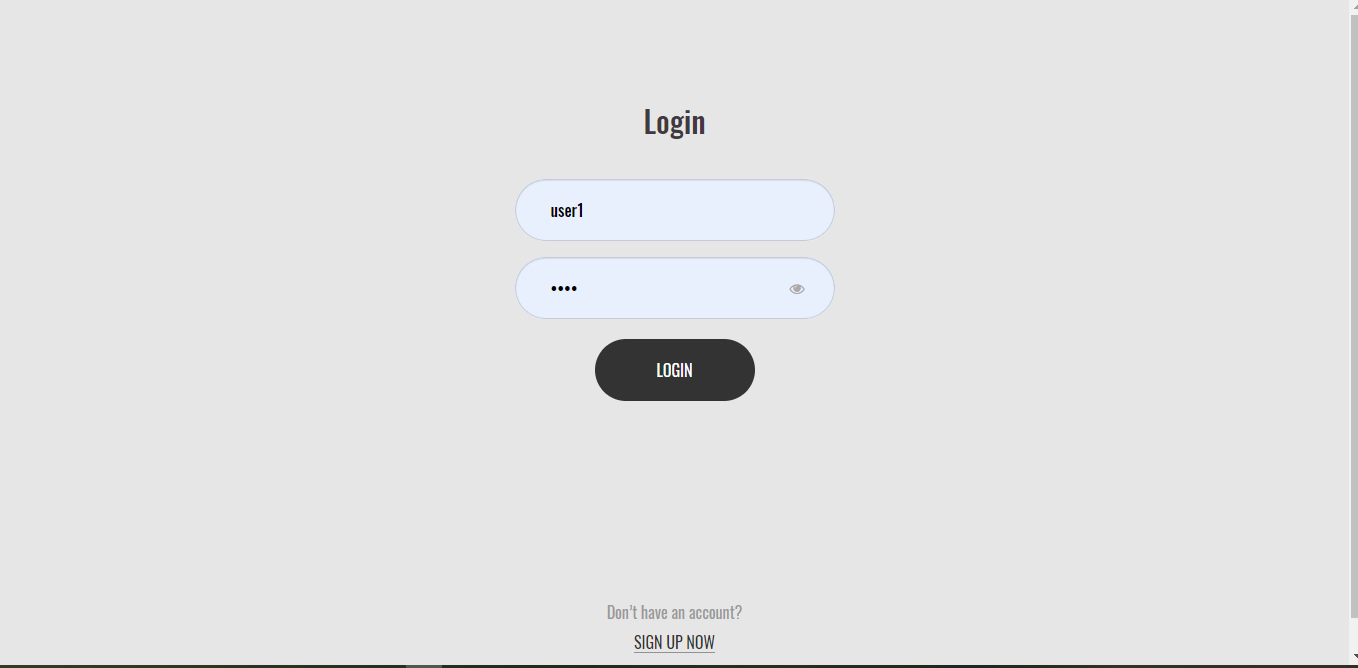 Login
user1
••••
LOGIN
Don't have an account?
SIGN UP NOW